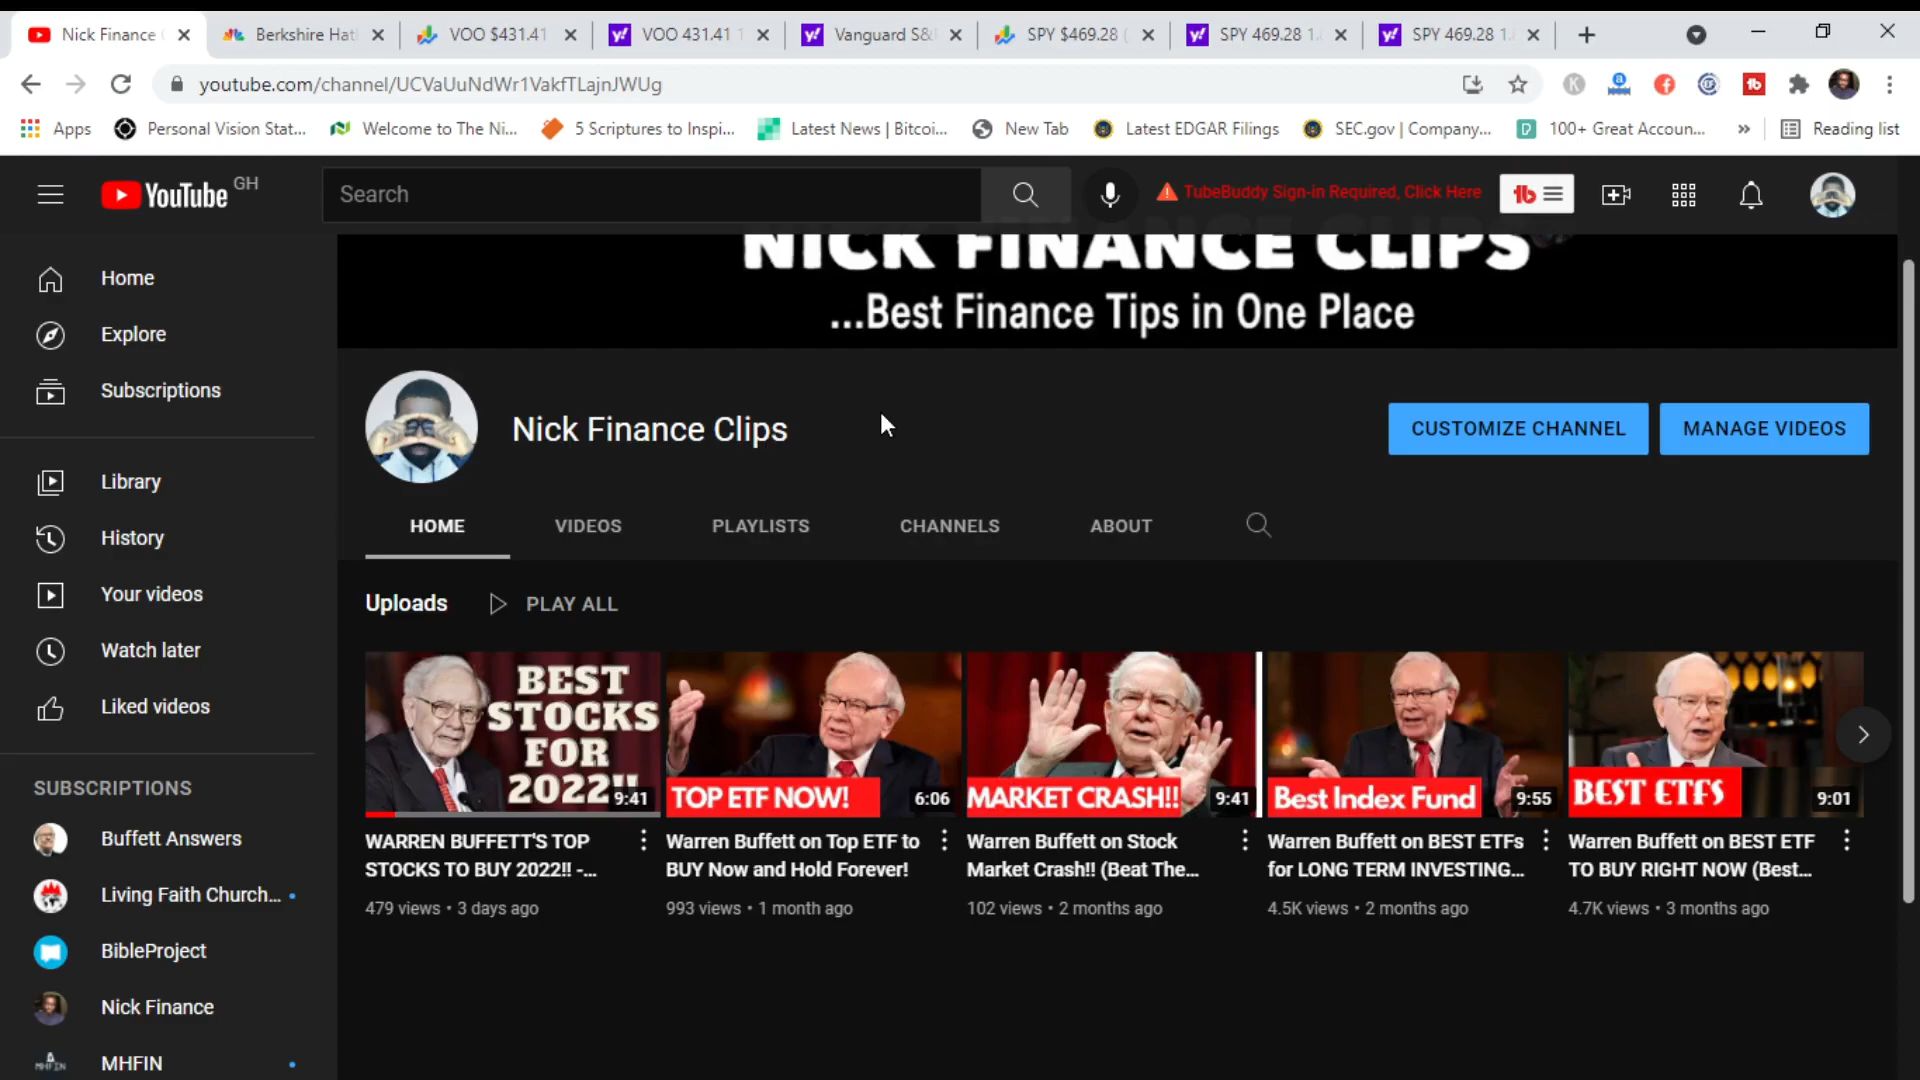 Nick Finance
Berkshire Hat
VOO $431.41
VOO 431.41 1
Vanguard S&
SPY $469.28 (
SPY 469.28 1.
SPY 469.28 1.
youtube.com/channel/UCVaUuNdWr1VakfTLajnJWUg
Apps
Personal Vision Stat...
Welcome to The Ni...
5 Scriptures to Inspi...
Latest News | Bitcoi...
New Tab
Latest EDGAR Filings
SEC.gov | Company...
100+ Great Accoun...
»
Reading list
YouTube GH
Search
TubeBuddy Sign-in Required, Click Here
NICK FINANCE CLIPS
...Best Finance Tips in One Place
Home
Explore
Subscriptions
Library
History
Your videos
Watch later
Liked videos
SUBSCRIPTIONS
Buffett Answers
Living Faith Church...
BibleProject
Nick Finance
MHFIN
Nick Finance Clips
CUSTOMIZE CHANNEL
MANAGE VIDEOS
HOME
VIDEOS
PLAYLISTS
CHANNELS
ABOUT
Uploads
PLAY ALL
BEST
STOCKS
FOR
2022!!
9:41
WARREN BUFFETT'S TOP
STOCKS TO BUY 2022!! -...
479 views • 3 days ago
TOP ETF NOW!
6:06
Warren Buffett on Top ETF to
BUY Now and Hold Forever!
993 views • 1 month ago
MARKET CRASH!!
9:41
Warren Buffett on Stock
Market Crash!! (Beat The...
102 views • 2 months ago
Best Index Fund
9:55
Warren Buffett on BEST ETFs
for LONG TERM INVESTING...
4.5K views • 2 months ago
BEST ETFS
9:01
Warren Buffett on BEST ETF
TO BUY RIGHT NOW (Best...
4.7K views • 3 months ago